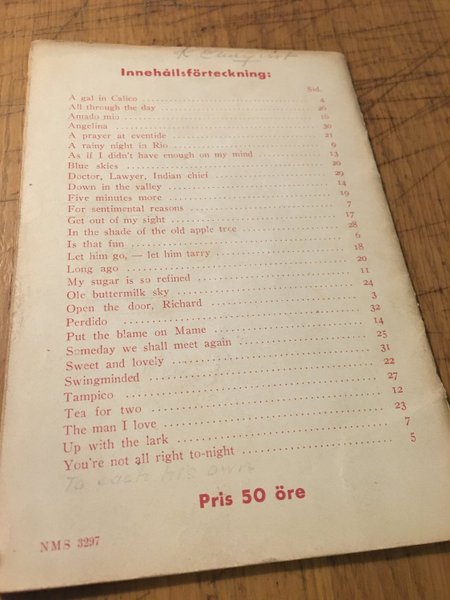 Innehållsförteckning:
Sid.
A gal in Calico 4
All through the day 26
Amado mio 16
Angelina 30
A prayer at eventide 21
A rainy night in Rio 9
As if I didn't have enough on my mind 13
Blue skies 20
Doctor, Lawyer, Indian chief 29
Down in the valley 14
Five minutes more 19
For sentimental reasons 7
Get out of my sight 17
In the shade of the old apple tree 28
Is that fun 6
Let him go, — let him tarry 18
Long ago 20
My sugar is so refined 11
Ole buttermilk sky 24
Open the door, Richard 3
Perdido 32
Put the blame on Mame 14
Someday we shall meet again 25
Sweet and lovely 31
Swingminded 22
Tampico 27
Tea for two 12
The man I love 23
Up with the lark 7
You're not all right to-night 5
To each his own
Pris 50 öre
NMS 3297